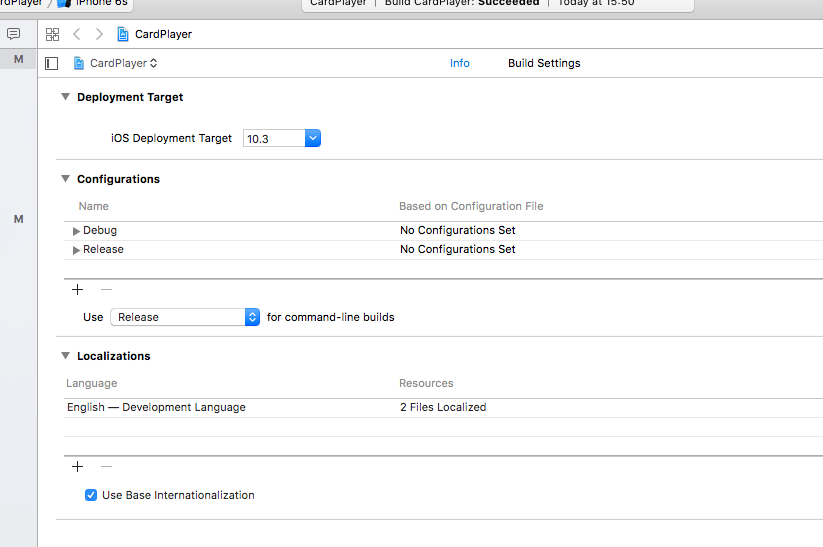 rdPlayer iPhone 6s CardPlayer | Build CardPlayer: Succeeded | Today at 15:50
CardPlayer
M
CardPlayer Info Build Settings
Deployment Target
iOS Deployment Target 10.3
Configurations
Name Based on Configuration File
M
Debug No Configurations Set
Release No Configurations Set
Use Release for command-line builds
Localizations
Language Resources
English — Development Language 2 Files Localized
Use Base Internationalization